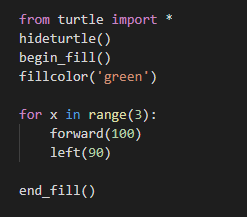 from turtle import *
hideturtle()
begin_fill()
fillcolor('green')
for x in range(3):
    forward(100)
    left(90)
end_fill()